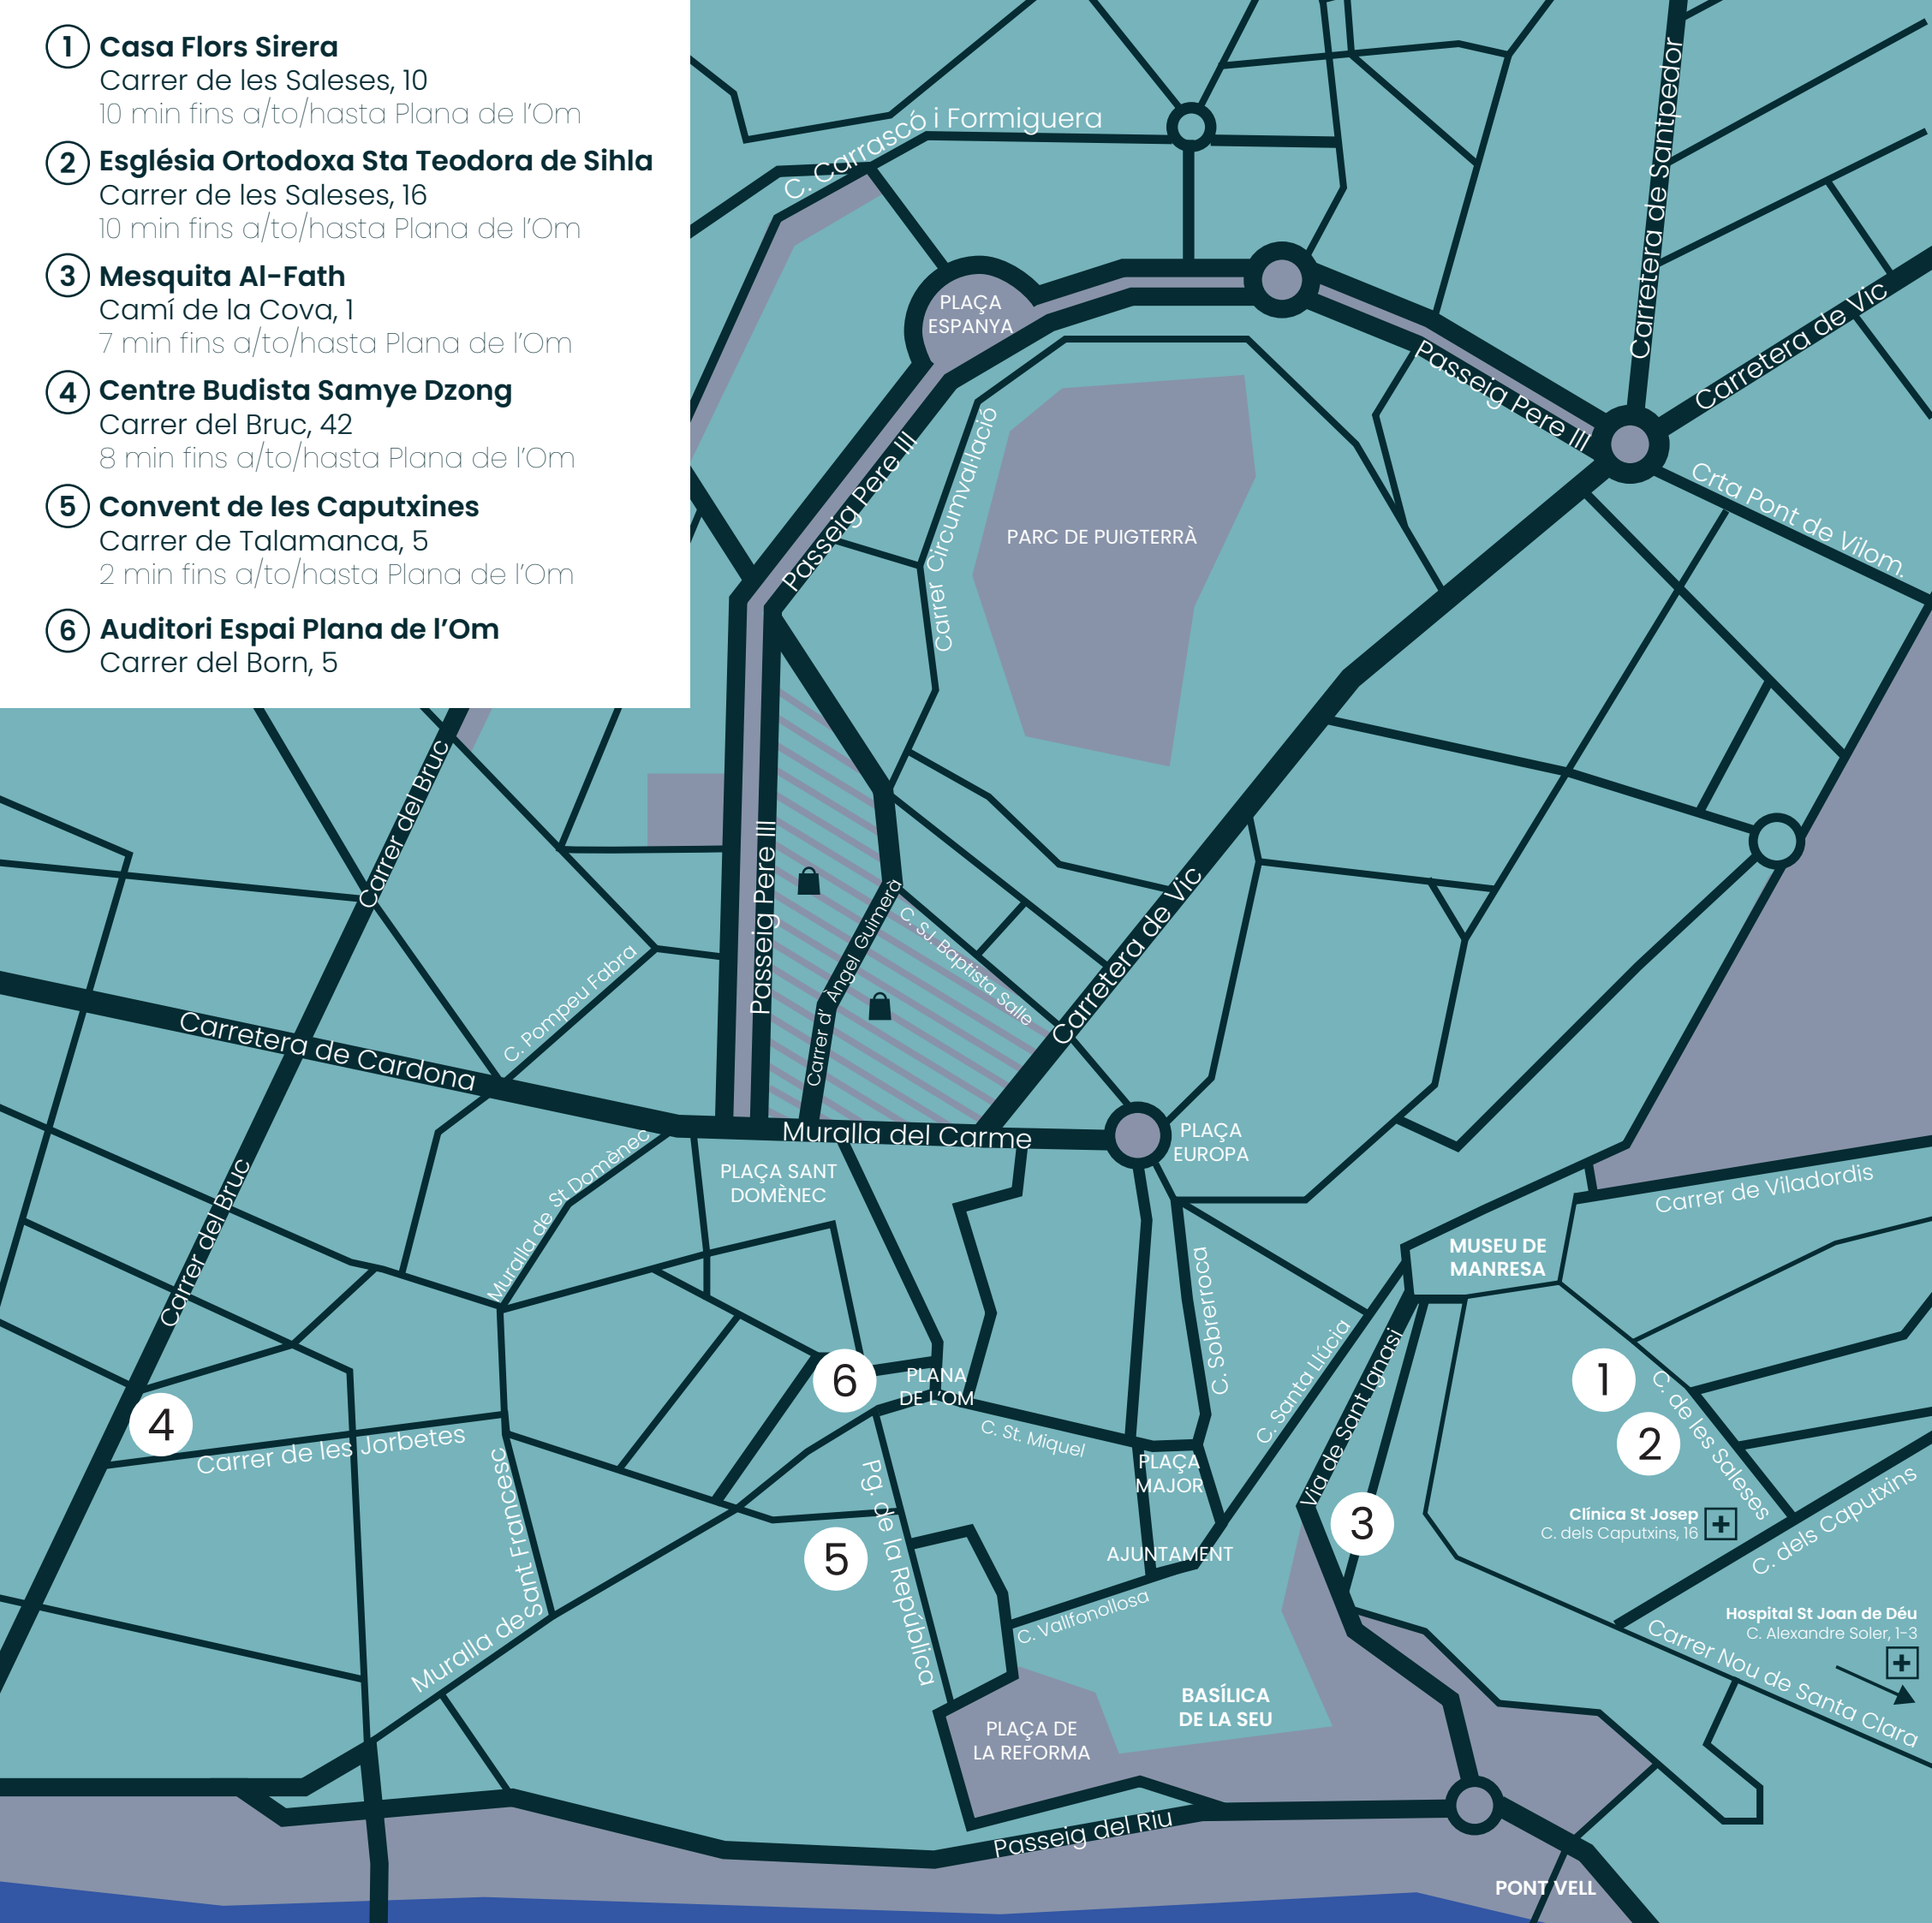 1 Casa Flors Sirera
Carrer de les Saleses, 10
10 min fins a/to/hasta Plana de l’Om
2 Església Ortodoxa Sta Teodora de Sihla
Carrer de les Saleses, 16
10 min fins a/to/hasta Plana de l’Om
3 Mesquita Al-Fath
Camí de la Cova, 1
7 min fins a/to/hasta Plana de l’Om
4 Centre Budista Samye Dzong
Carrer del Bruc, 42
8 min fins a/to/hasta Plana de l’Om
5 Convent de les Caputxines
Carrer de Talamanca, 5
2 min fins a/to/hasta Plana de l’Om
6 Auditori Espai Plana de l’Om
Carrer del Born, 5
C. Carrascó i Formiguera
Carretera de Santpedor
Carretera de Vic
PLAÇA
ESPANYA
Passeig Pere III
Passeig Pere III
Carrer Circumval·lació
PARC DE PUIGTERRÀ
Crta Pont de Vilom.
Carrer del Bruc
Passeig Pere III
Carrer d’ Àngel Guimerà
C. SJ. Baptista Salle
Carretera de Vic
C. Pompeu Fabra
Carretera de Cardona
Muralla del Carme
PLAÇA
EUROPA
Muralla de St Domènec
PLAÇA SANT
DOMÈNEC
Carrer de Viladordis
Carrer del Bruc
MUSEU DE
MANRESA
C. Sobrerroca
C. Santa Llúcia
Via de Sant Ignasi
6
PLANA
DE L’OM
1
C. de les Saleses
4
Carrer de les Jorbetes
C. St. Miquel
2
PLAÇA
MAJOR
Pg. de la República
Muralla de Sant Francesc
3
Clínica St Josep
C. dels Caputxins, 16
C. dels Caputxins
5
AJUNTAMENT
C. Vallfonollosa
Hospital St Joan de Déu
C. Alexandre Soler, 1-3
Carrer Nou de Santa Clara
BASÍLICA
DE LA SEU
PLAÇA DE
LA REFORMA
Passeig del Riu
PONT VELL